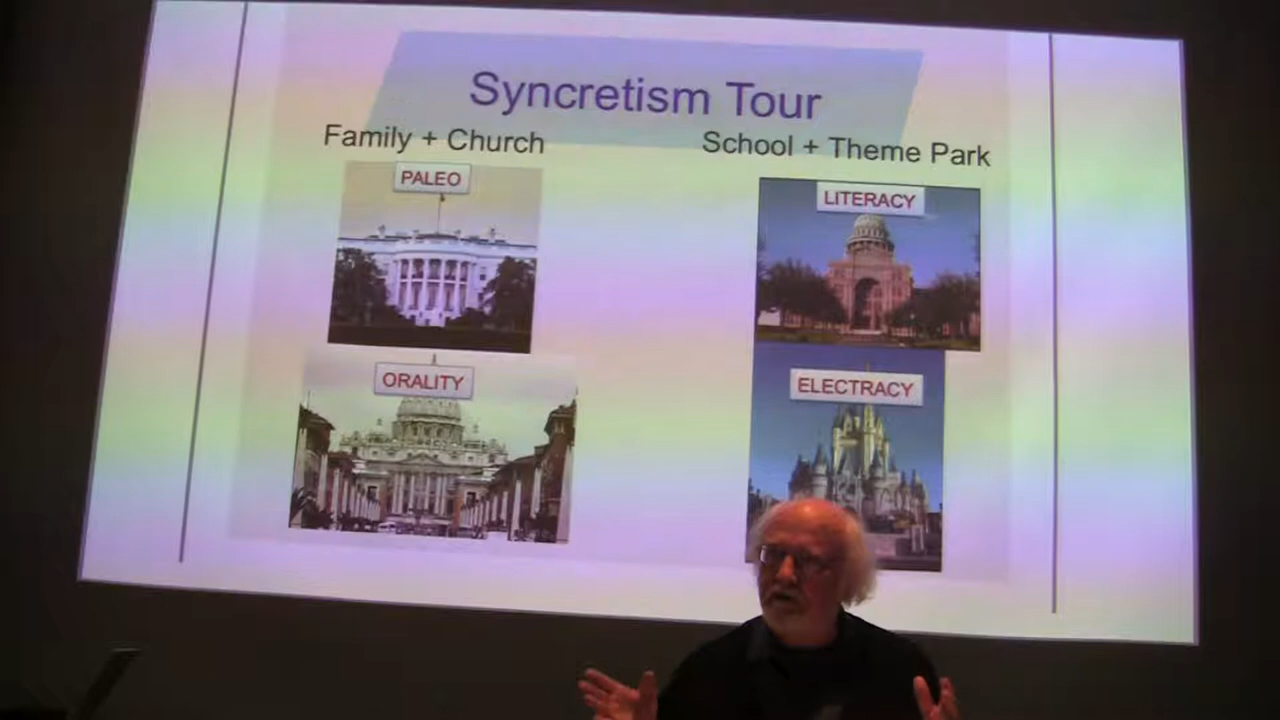 Syncretism Tour
Family + Church
School + Theme Park
PALEO
LITERACY
ORALITY
ELECTRACY